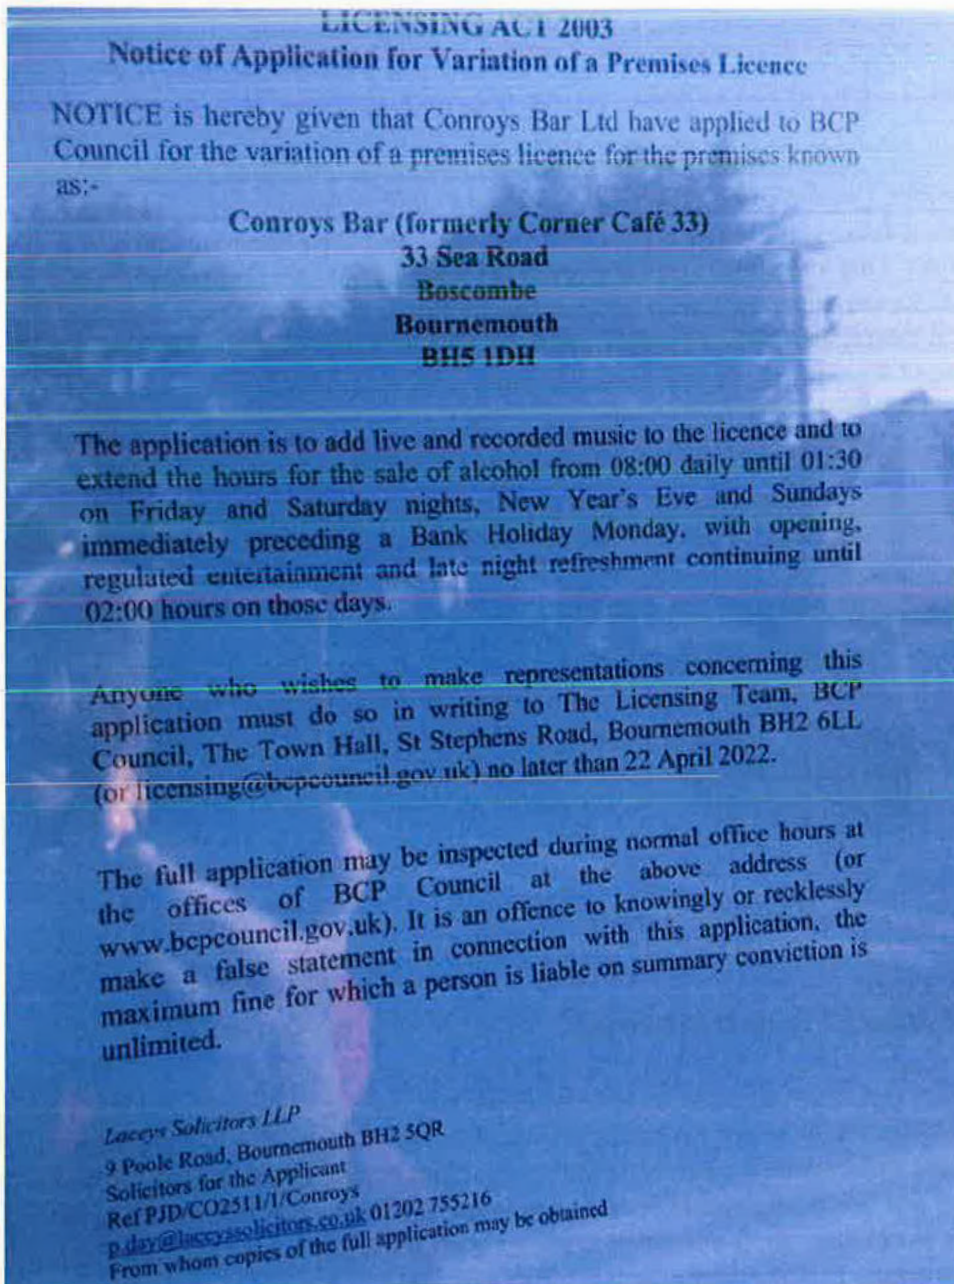 LICENSING ACT 2003
Notice of Application for Variation of a Premises Licence
NOTICE is hereby given that Conroys Bar Ltd have applied to BCP
Council for the variation of a premises licence for the premises known
as:-
Conroys Bar (formerly Corner Café 33)
33 Sea Road
Boscombe
Bournemouth
BH5 1DH
The application is to add live and recorded music to the licence and to
extend the hours for the sale of alcohol from 08:00 daily until 01:30
on Friday and Saturday nights, New Year's Eve and Sundays
immediately preceding a Bank Holiday Monday, with opening,
regulated entertainment and late night refreshment continuing until
02:00 hours on those days.
Anyone who wishes to make representations concerning this
application must do so in writing to The Licensing Team, BCP
Council, The Town Hall, St Stephens Road, Bournemouth BH2 6LL
(or licensing@bcpcouncil.gov.uk) no later than 22 April 2022.
The full application may be inspected during normal office hours at
the offices of BCP Council at the above address (or
www.bcpcouncil.gov.uk). It is an offence to knowingly or recklessly
make a false statement in connection with this application, the
maximum fine for which a person is liable on summary conviction is
unlimited.
Laceys Solicitors LLP
9 Poole Road, Bournemouth BH2 5QR
Solicitors for the Applicant
Ref PJD/CO2511/1/Conroys
p.day@laceyssolicitors.co.uk 01202 755216
From whom copies of the full application may be obtained